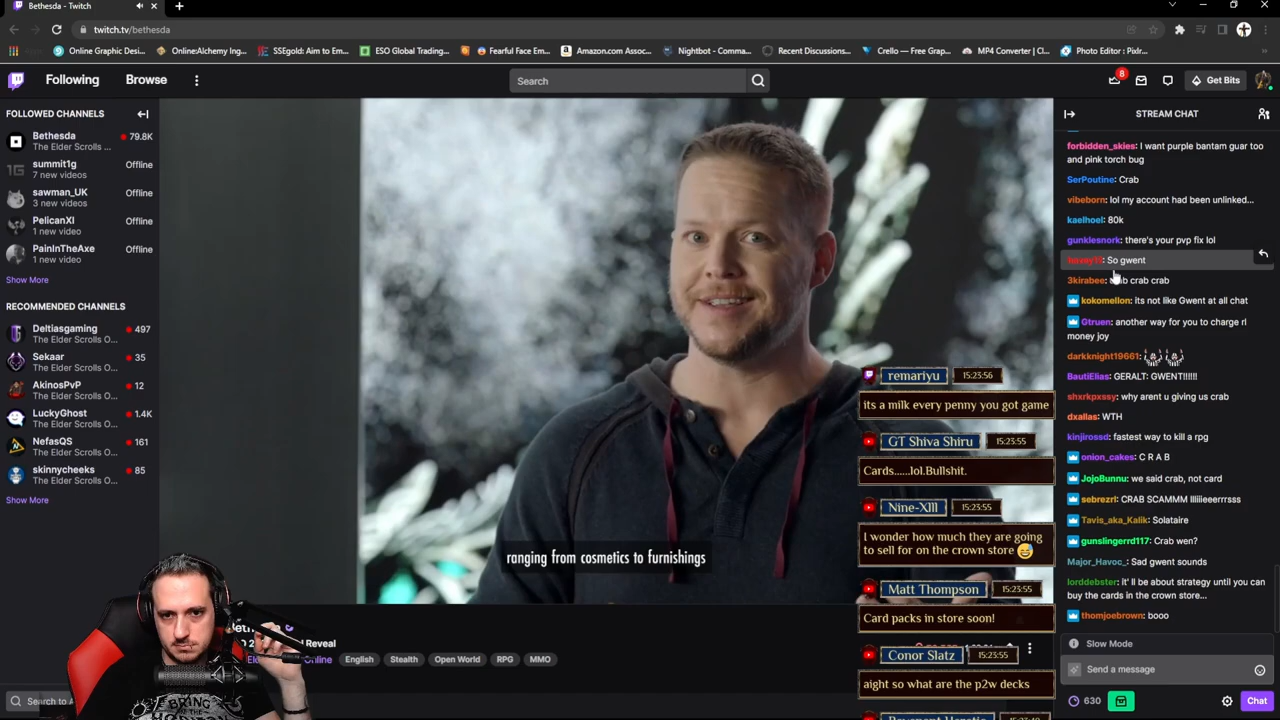 Bethesda - Twitch
twitch.tv/bethesda
Online Graphic Desi...
Online:Alchemy Ing...
SSEgold: Aim to Em...
ESO Global Trading...
Fearful Face Em...
Amazon.com Assoc...
Nightbot - Comma...
Recent Discussions...
Crello — Free Grap...
MP4 Converter | Cl...
Photo Editor : Pixlr...
Following
Browse
Search
8
Get Bits
FOLLOWED CHANNELS
Bethesda
79.8K
The Elder Scrolls ...
summit1g
Offline
7 new videos
sawman_UK
Offline
3 new videos
PelicanXI
Offline
1 new video
PainInTheAxe
Offline
1 new video
Show More
RECOMMENDED CHANNELS
Deltiasgaming
497
The Elder Scrolls O...
Sekaar
35
The Elder Scrolls O...
AkinosPvP
12
The Elder Scrolls O...
LuckyGhost
1.4K
The Elder Scrolls O...
NefasQS
161
The Elder Scrolls O...
skinnycheeks
85
The Elder Scrolls O...
Show More
Search to A
ranging from cosmetics to furnishings
Reveal
English
Stealth
Open World
RPG
MMO
BRING
remariyu 15:23:56
its a milk every penny you got game
GT Shiva Shiru 15:23:55
Cards......lol.Bullshit.
Nine-XIII 15:23:55
I wonder how much they are going
to sell for on the crown store 😅
Matt Thompson 15:23:55
Card packs in store soon!
Conor Slatz 15:23:55
aight so what are the p2w decks
STREAM CHAT
forbidden_skies: I want purple bantam guar too
and pink torch bug
SerPoutine: Crab
vibeborn: lol my account had been unlinked...
kaelhoel: 80k
gunklesnork: there's your pvp fix lol
So gwent
3kirabee: crab crab
kokomellon: its not like Gwent at all chat
Gtruen: another way for you to charge rl
money joy
darkknight19661:
BautiElias: GERALT: GWENT!!!!!!
shxrkpxssy: why arent u giving us crab
dxallas: WTH
kinjirossd: fastest way to kill a rpg
onion_cakes: C R A B
JojoBunnu: we said crab, not card
sebrezrl: CRAB SCAMMM lllliieeerrrsss
Tavis_aka_Kalik: Solataire
gunslingerrd117: Crab wen?
Major_Havoc_: Sad gwent sounds
lorddebster: it' ll be about strategy until you can
buy the cards in the crown store...
thomjoebrown: booo
Slow Mode
Send a message
630
Chat